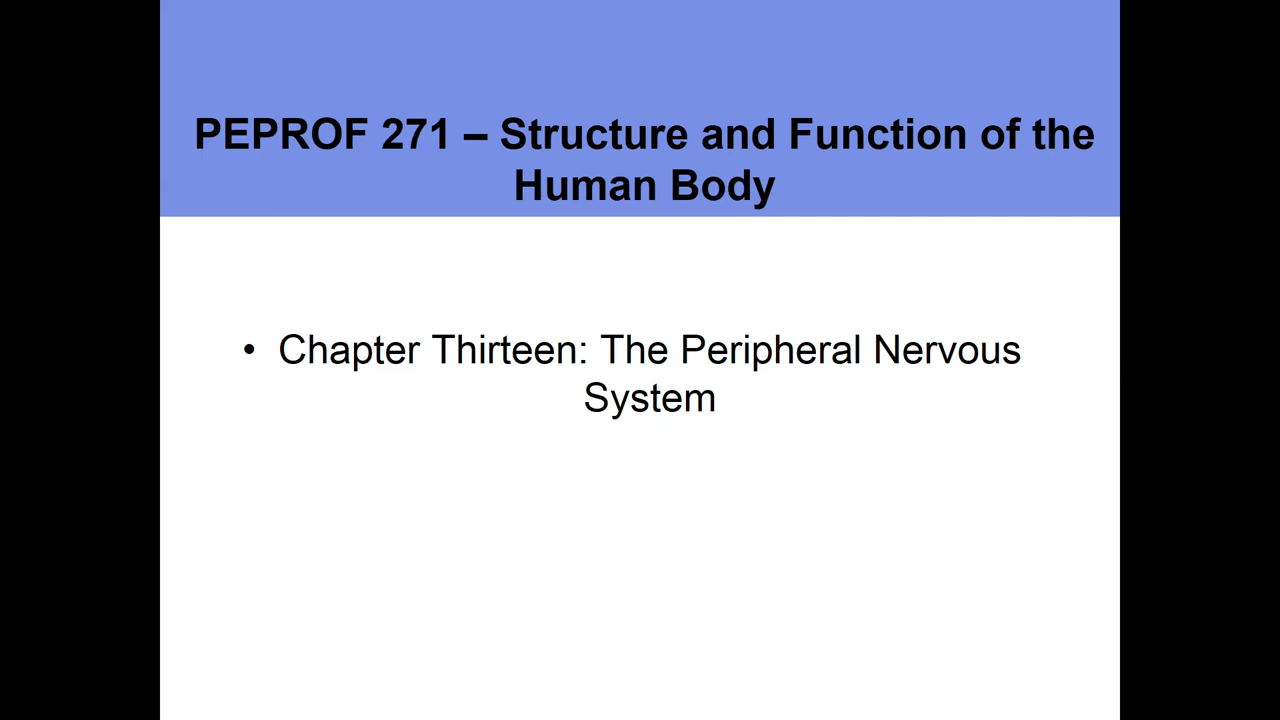 PEPROF 271 – Structure and Function of the
Human Body
• Chapter Thirteen: The Peripheral Nervous
System